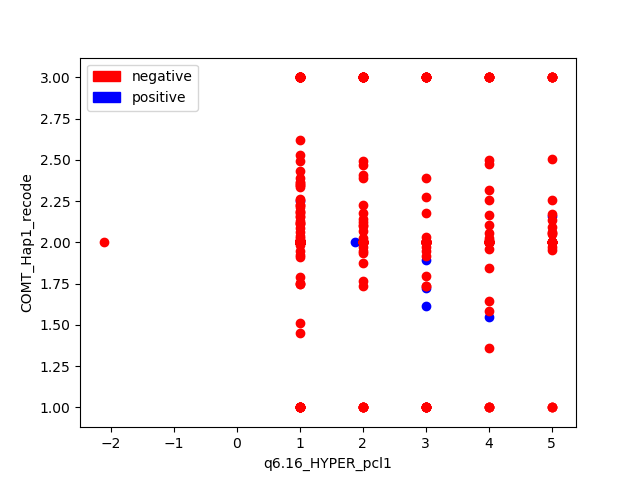 negative
positive
3.00
2.75
2.50
2.25
2.00
1.75
1.50
1.25
1.00
COMT_Hap1_recode
−2 −1 0 1 2 3 4 5
q6.16_HYPER_pcl1